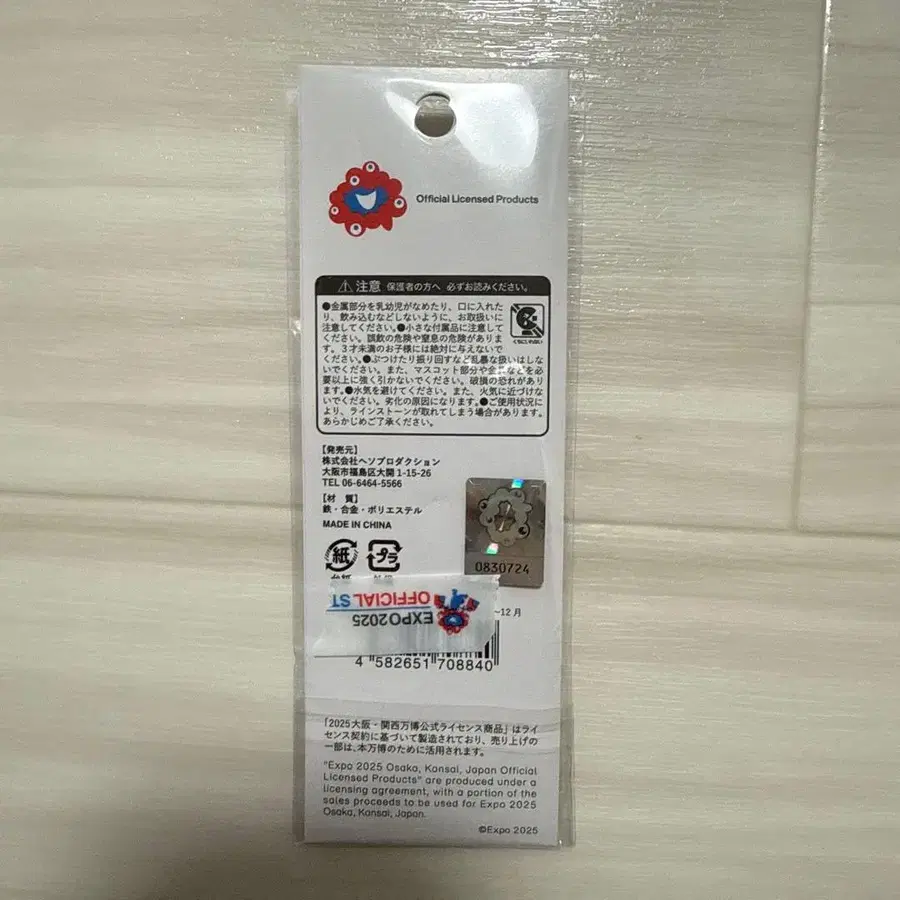 Official Licensed Products
注意 保護者の方へ 必ずお読みください。
●金属部分を乳幼児がなめたり、口に入れた
り、飲み込むなどしないように、お取扱いに
注意してください。●小さな付属品に注意して
ください。誤飲の危険や窒息の危険がありま
す。3才未満のお子様には絶対に与えないで
ください。●ぶつけたり振り回すなど乱暴な扱いはしな
いでください。また、マスコット部分や金具などを必
要以上に強く引かないでください。破損の恐れがあり
ます。●水気を避けてください。また、火気に近づけな
いでください。劣化の原因になります。●ご使用状況に
より、ラインストーンが取れてしまう場合があります。
あらかじめご了承ください。
【発売元】
株式会社ヘソプロダクション
大阪市福島区大開 1-15-26
TEL 06-6464-5566
【材 質】
鉄・合金・ポリエステル
MADE IN CHINA
紙
プラ
0830724
EXPO2025
OFFICIAL ST
~12 月
4 582651 708840
「2025大阪・関西万博公式ライセンス商品」はライ
センス契約に基づいて製造されており、売り上げの
一部は、本万博のために活用されます。
"Expo 2025 Osaka, Kansai, Japan Official
Licensed Products" are produced under a
licensing agreement, with a portion of the
sales proceeds to be used for Expo 2025
Osaka, Kansai, Japan.
©Expo 2025